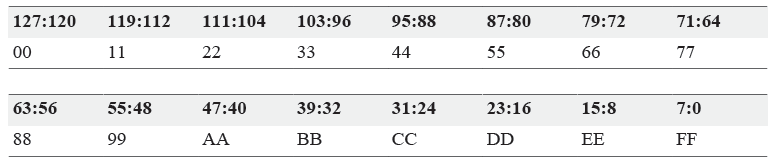 127:120 119:112 111:104 103:96 95:88 87:80 79:72 71:64
00 11 22 33 44 55 66 77
63:56 55:48 47:40 39:32 31:24 23:16 15:8 7:0
88 99 AA BB CC DD EE FF